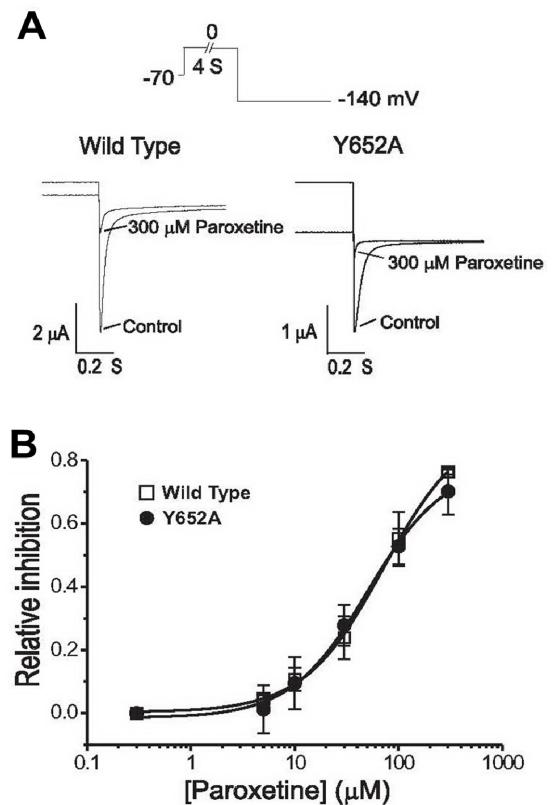 A
0
4 S
-70
-140 mV
Wild Type
Y652A
300 μM Paroxetine
300 μM Paroxetine
Control
Control
2 μA
1 μA
0.2 S
0.2 S
B
0.8
Wild Type
Y652A
0.6
0.4
0.2
0.0
Relative inhibition
0.1
1
10
100
1000
[Paroxetine] (μM)